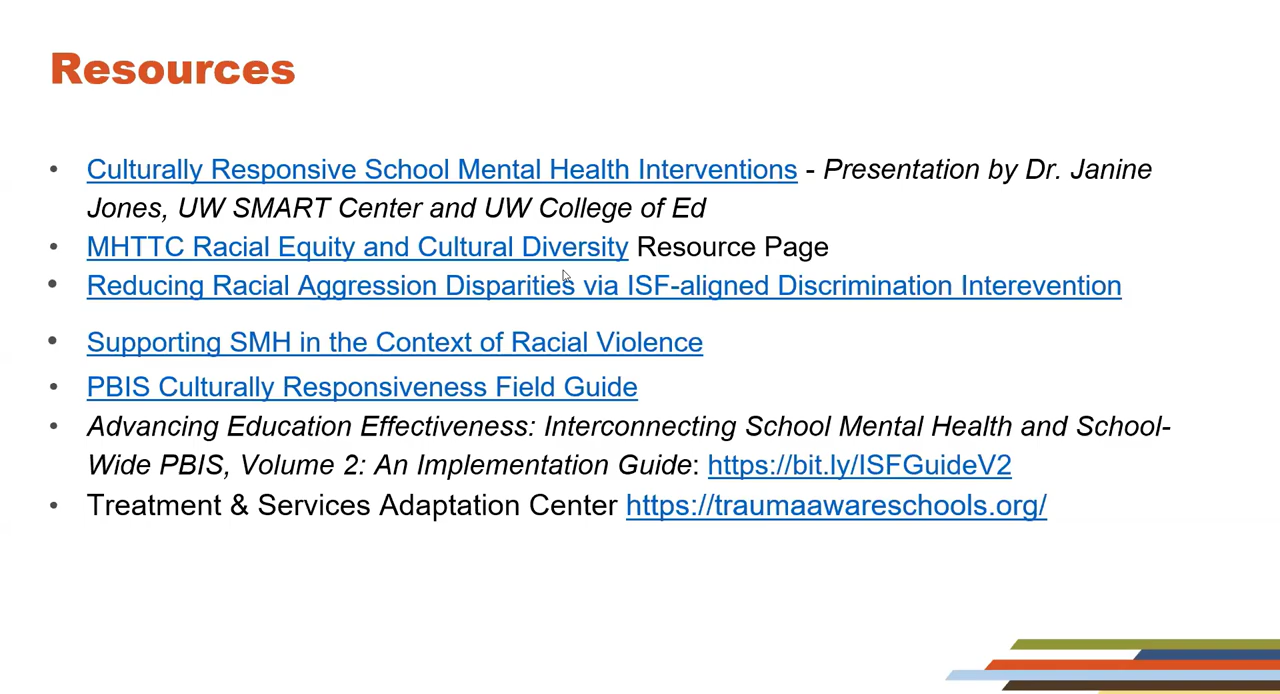 Resources
• Culturally Responsive School Mental Health Interventions - Presentation by Dr. Janine
Jones, UW SMART Center and UW College of Ed
• MHTTC Racial Equity and Cultural Diversity Resource Page
• Reducing Racial Aggression Disparities via ISF-aligned Discrimination Interevention
• Supporting SMH in the Context of Racial Violence
• PBIS Culturally Responsiveness Field Guide
• Advancing Education Effectiveness: Interconnecting School Mental Health and School-
Wide PBIS, Volume 2: An Implementation Guide: https://bit.ly/ISFGuideV2
• Treatment & Services Adaptation Center https://traumaawareschools.org/